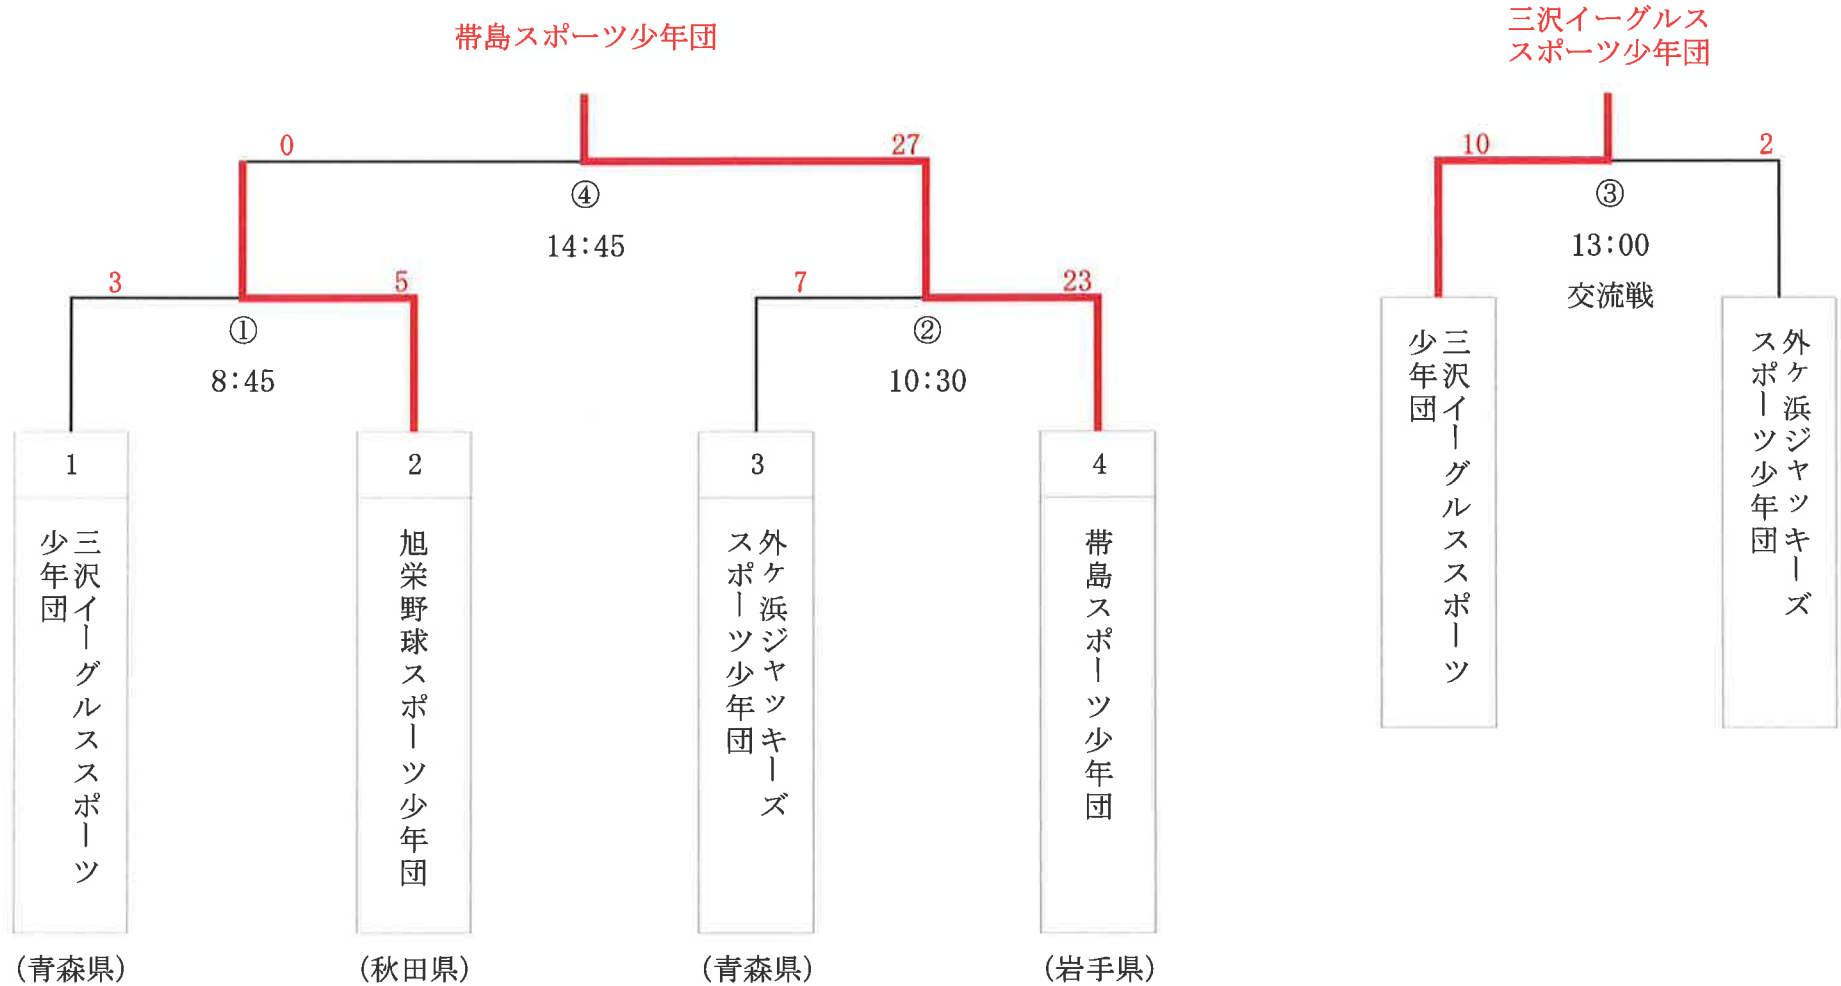 帯島スポーツ少年団
0
27
④
14:45
3
5
①
8:45
7
23
②
10:30
1
三沢イーグルススポーツ
少年団
(青森県)
2
旭栄野球スポーツ少年団
(秋田県)
3
外ケ浜ジャッキーズ
スポーツ少年団
(青森県)
4
帯島スポーツ少年団
(岩手県)
三沢イーグルス
スポーツ少年団
10
2
③
13:00
交流戦
三沢イーグルススポーツ
少年団
外ケ浜ジャッキーズ
スポーツ少年団